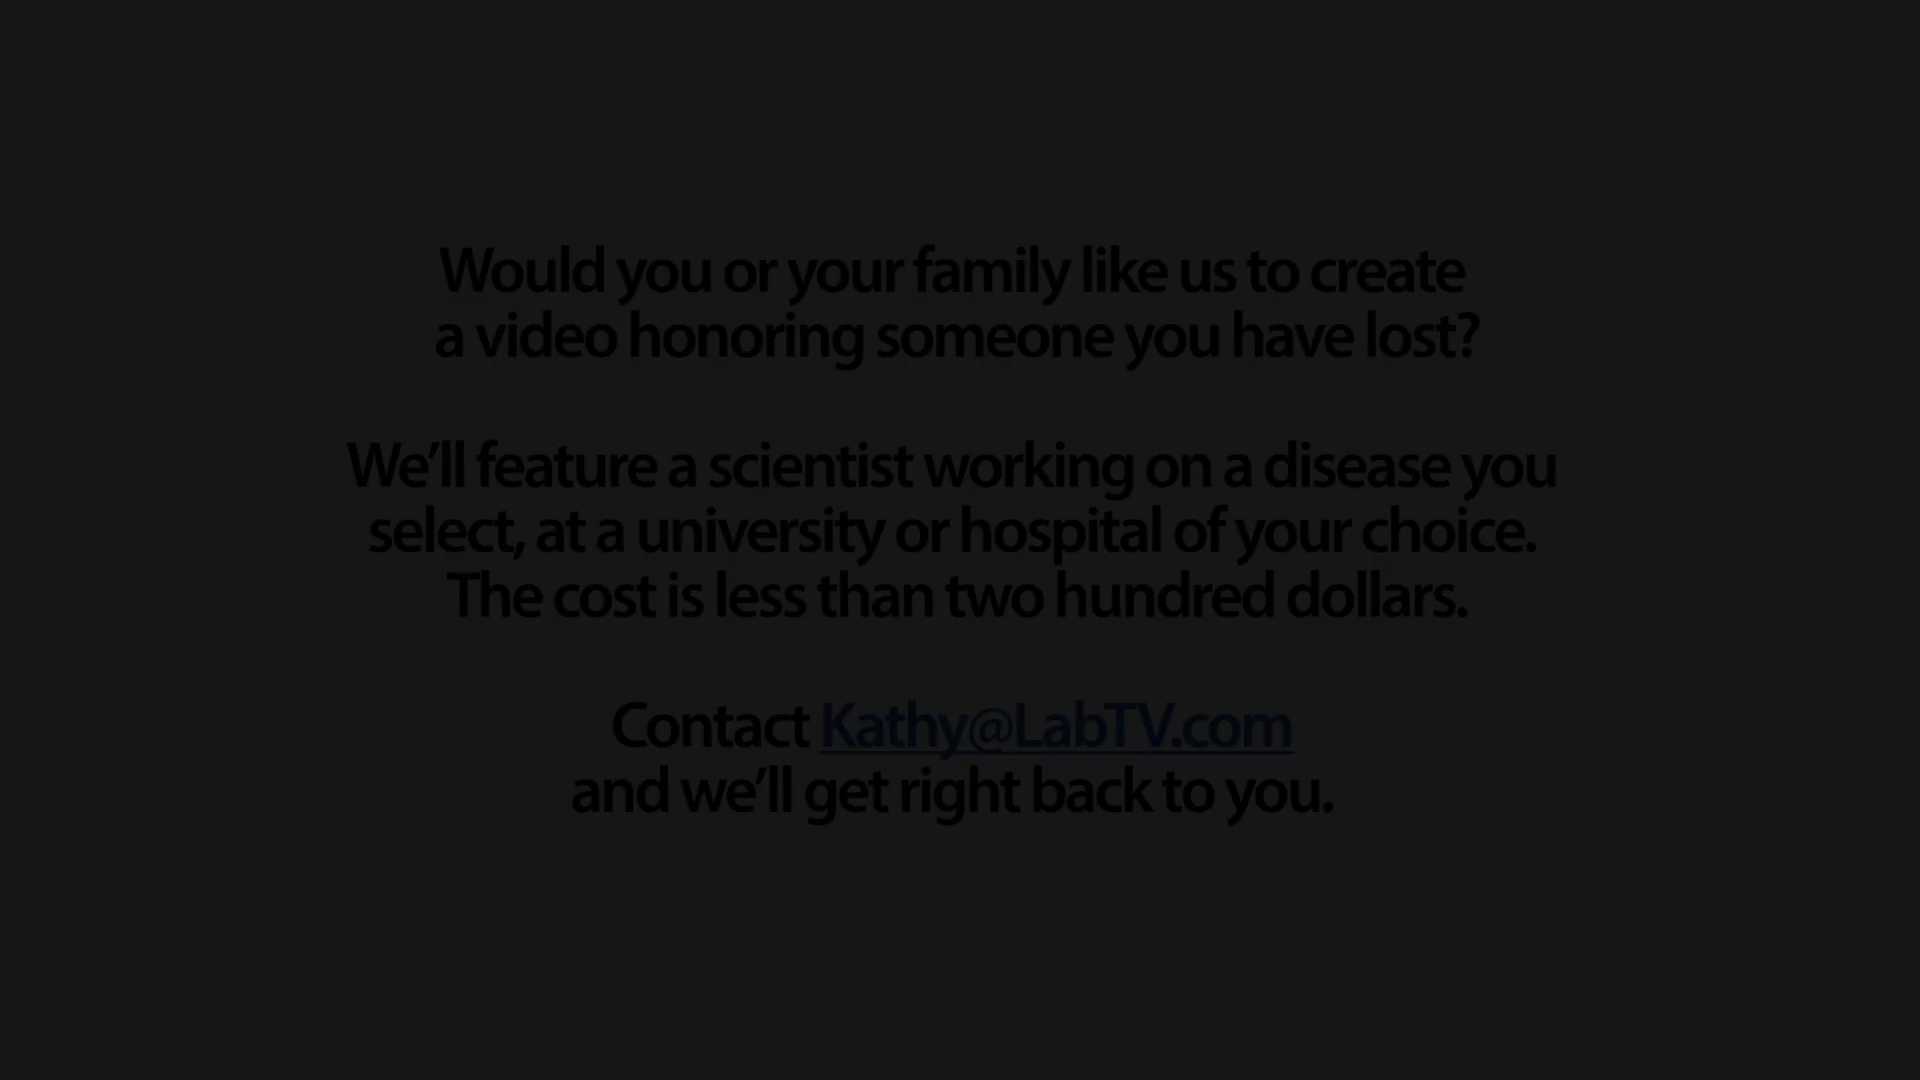 Would you or your family like us to create
a video honoring someone you have lost?
We’ll feature a scientist working on a disease you
select, at a university or hospital of your choice.
The cost is less than two hundred dollars.
Contact Kathy@LabTV.com
and we’ll get right back to you.